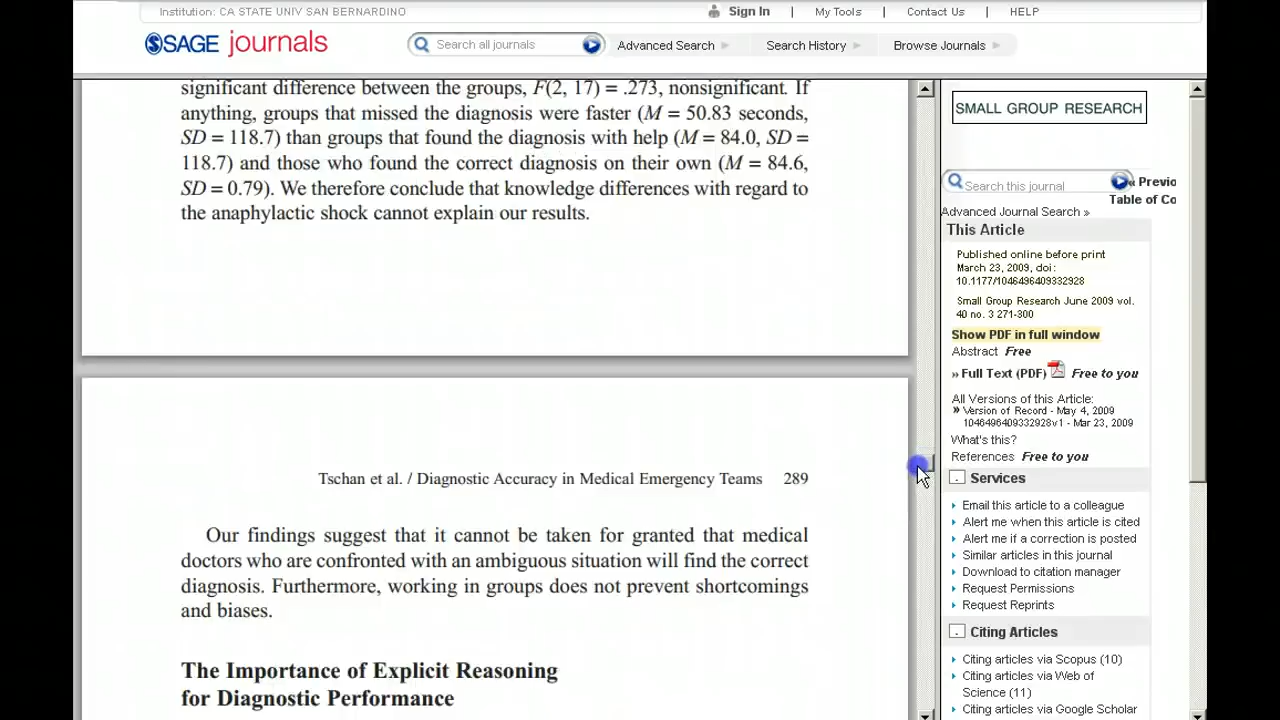 Institution: CA STATE UNIV SAN BERNARDINO
Sign In | My Tools | Contact Us | HELP
SAGE journals
Search all journals
Advanced Search
Search History
Browse Journals
significant difference between the groups, F(2, 17) = .273, nonsignificant. If
anything, groups that missed the diagnosis were faster (M = 50.83 seconds,
SD = 118.7) than groups that found the diagnosis with help (M = 84.0, SD =
118.7) and those who found the correct diagnosis on their own (M = 84.6,
SD = 0.79). We therefore conclude that knowledge differences with regard to
the anaphylactic shock cannot explain our results.
Tschan et al. / Diagnostic Accuracy in Medical Emergency Teams 289
Our findings suggest that it cannot be taken for granted that medical
doctors who are confronted with an ambiguous situation will find the correct
diagnosis. Furthermore, working in groups does not prevent shortcomings
and biases.
The Importance of Explicit Reasoning
for Diagnostic Performance
SMALL GROUP RESEARCH
Search this journal
« Previo
Table of Co
Advanced Journal Search »
This Article
Published online before print
March 23, 2009, doi:
10.1177/1046496409332928
Small Group Research June 2009 vol.
40 no. 3 271-300
Show PDF in full window
Abstract Free
» Full Text (PDF) Free to you
All Versions of this Article:
» Version of Record - May 4, 2009
1046496409332928v1 - Mar 23, 2009
What's this?
References Free to you
Services
Email this article to a colleague
Alert me when this article is cited
Alert me if a correction is posted
Similar articles in this journal
Download to citation manager
Request Permissions
Request Reprints
Citing Articles
Citing articles via Scopus (10)
Citing articles via Web of
Science (11)
Citing articles via Google Scholar